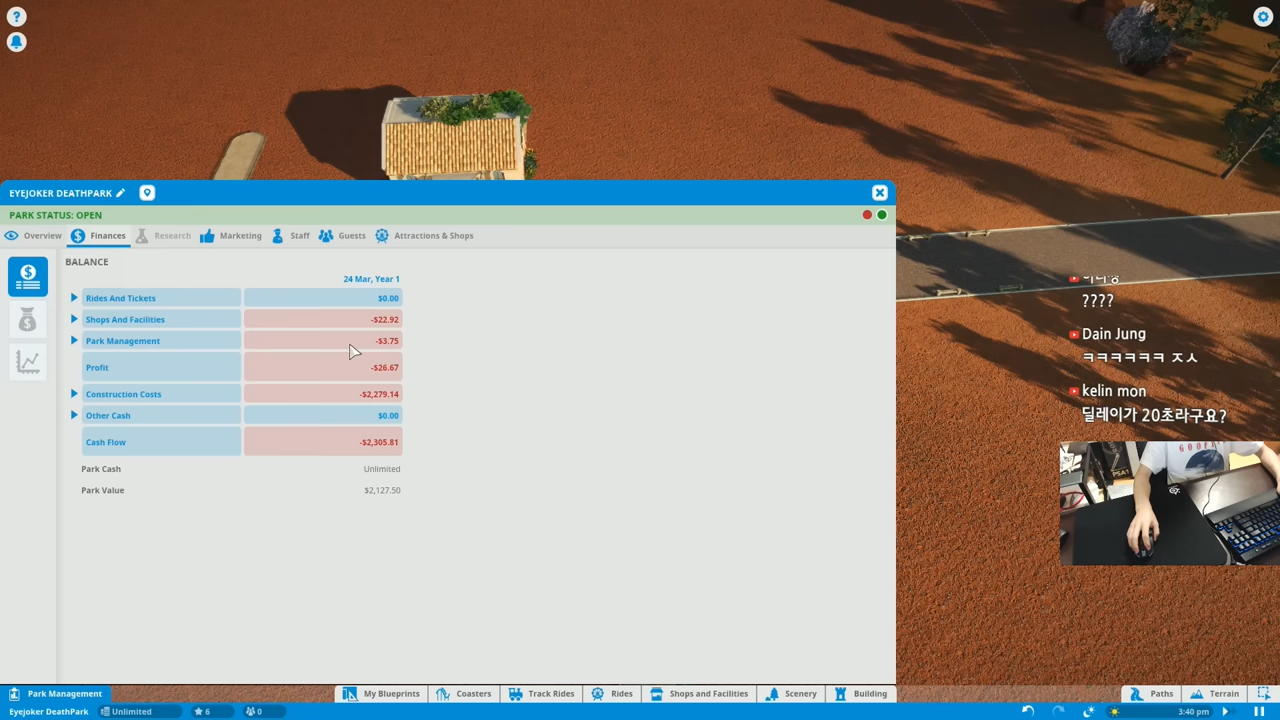 EYEJOKER DEATHPARK
PARK STATUS: OPEN
Overview Finances Research Marketing Staff Guests Attractions & Shops
BALANCE
24 Mar, Year 1
Rides And Tickets $0.00
Shops And Facilities -$22.92
Park Management -$3.75
Profit -$26.67
Construction Costs -$2,279.14
Other Cash $0.00
Cash Flow -$2,305.81
Park Cash Unlimited
Park Value $2,127.50
????
Dain Jung
ㅋㅋㅋㅋㅋㅋ ㅈㅅ
kelin mon
딜레이가 20초라구요?
Park Management My Blueprints Coasters Track Rides Rides Shops and Facilities Scenery Building Paths Terrain
Eyejoker DeathPark Unlimited 6 0 3:40 pm